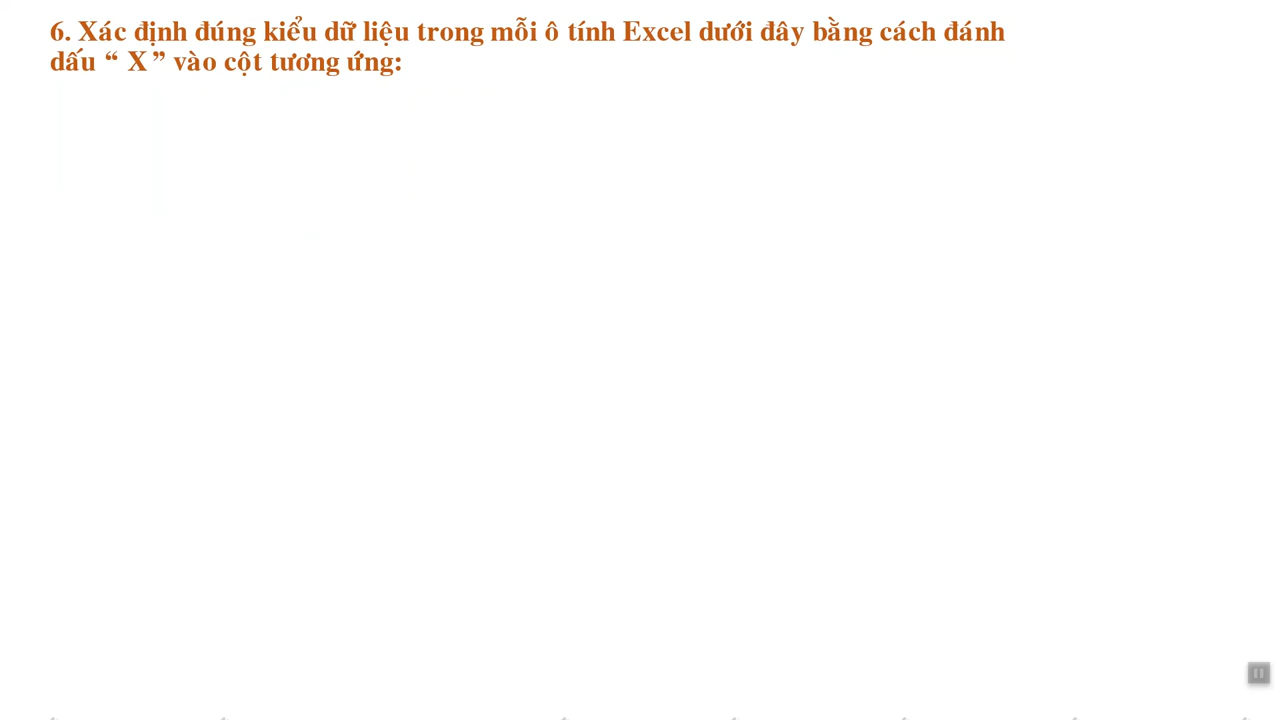 6. Xác định đúng kiểu dữ liệu trong mỗi ô tính Excel dưới đây bằng cách đánh
dấu “ X ” vào cột tương ứng: